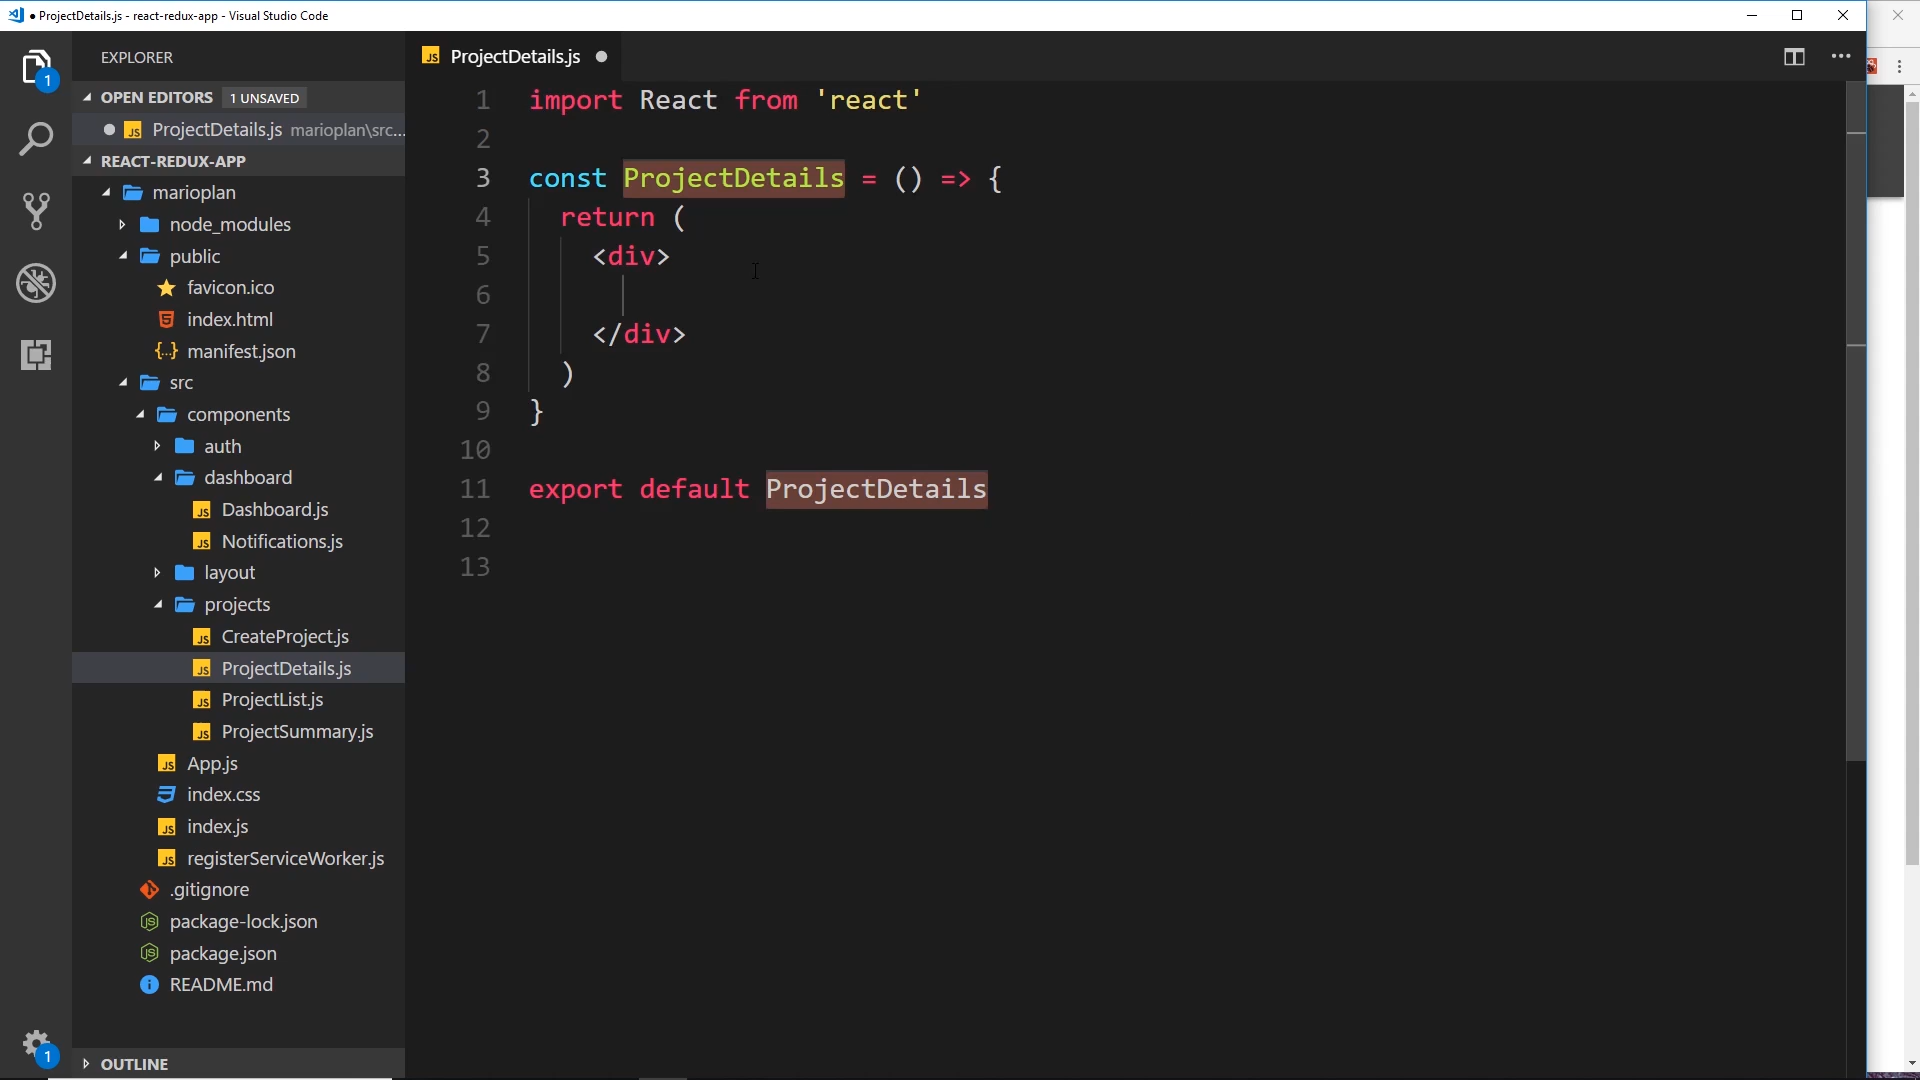 ● ProjectDetails.js - react-redux-app - Visual Studio Code
EXPLORER
OPEN EDITORS 1 UNSAVED
ProjectDetails.js marioplan\src...
REACT-REDUX-APP
marioplan
node_modules
public
favicon.ico
index.html
manifest.json
src
components
auth
dashboard
Dashboard.js
Notifications.js
layout
projects
CreateProject.js
ProjectDetails.js
ProjectList.js
ProjectSummary.js
App.js
index.css
index.js
registerServiceWorker.js
.gitignore
package-lock.json
package.json
README.md
OUTLINE
1
1
ProjectDetails.js
1 import React from 'react'
2
3 const ProjectDetails = () => {
4 return (
5 <div>
6
7 </div>
8 )
9 }
10
11 export default ProjectDetails
12
13